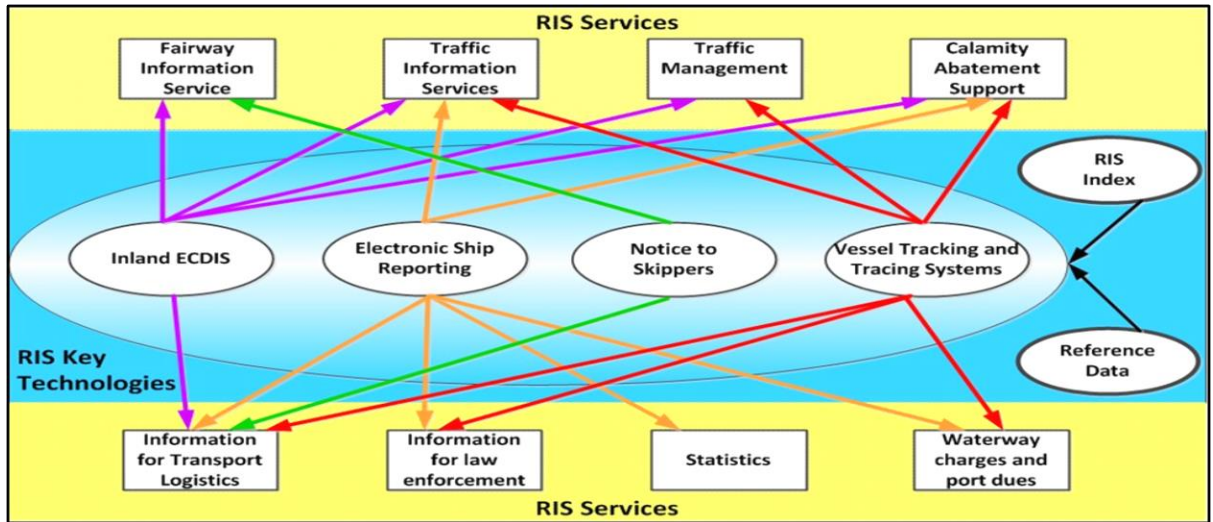 RIS Services
Fairway
Information
Service
Traffic
Information
Services
Traffic
Management
Calamity
Abatement
Support
RIS
Index
Inland ECDIS
Electronic Ship
Reporting
Notice to
Skippers
Vessel Tracking and
Tracing Systems
RIS Key
Technologies
Reference
Data
Information
for Transport
Logistics
Information
for law
enforcement
Statistics
Waterway
charges and
port dues
RIS Services